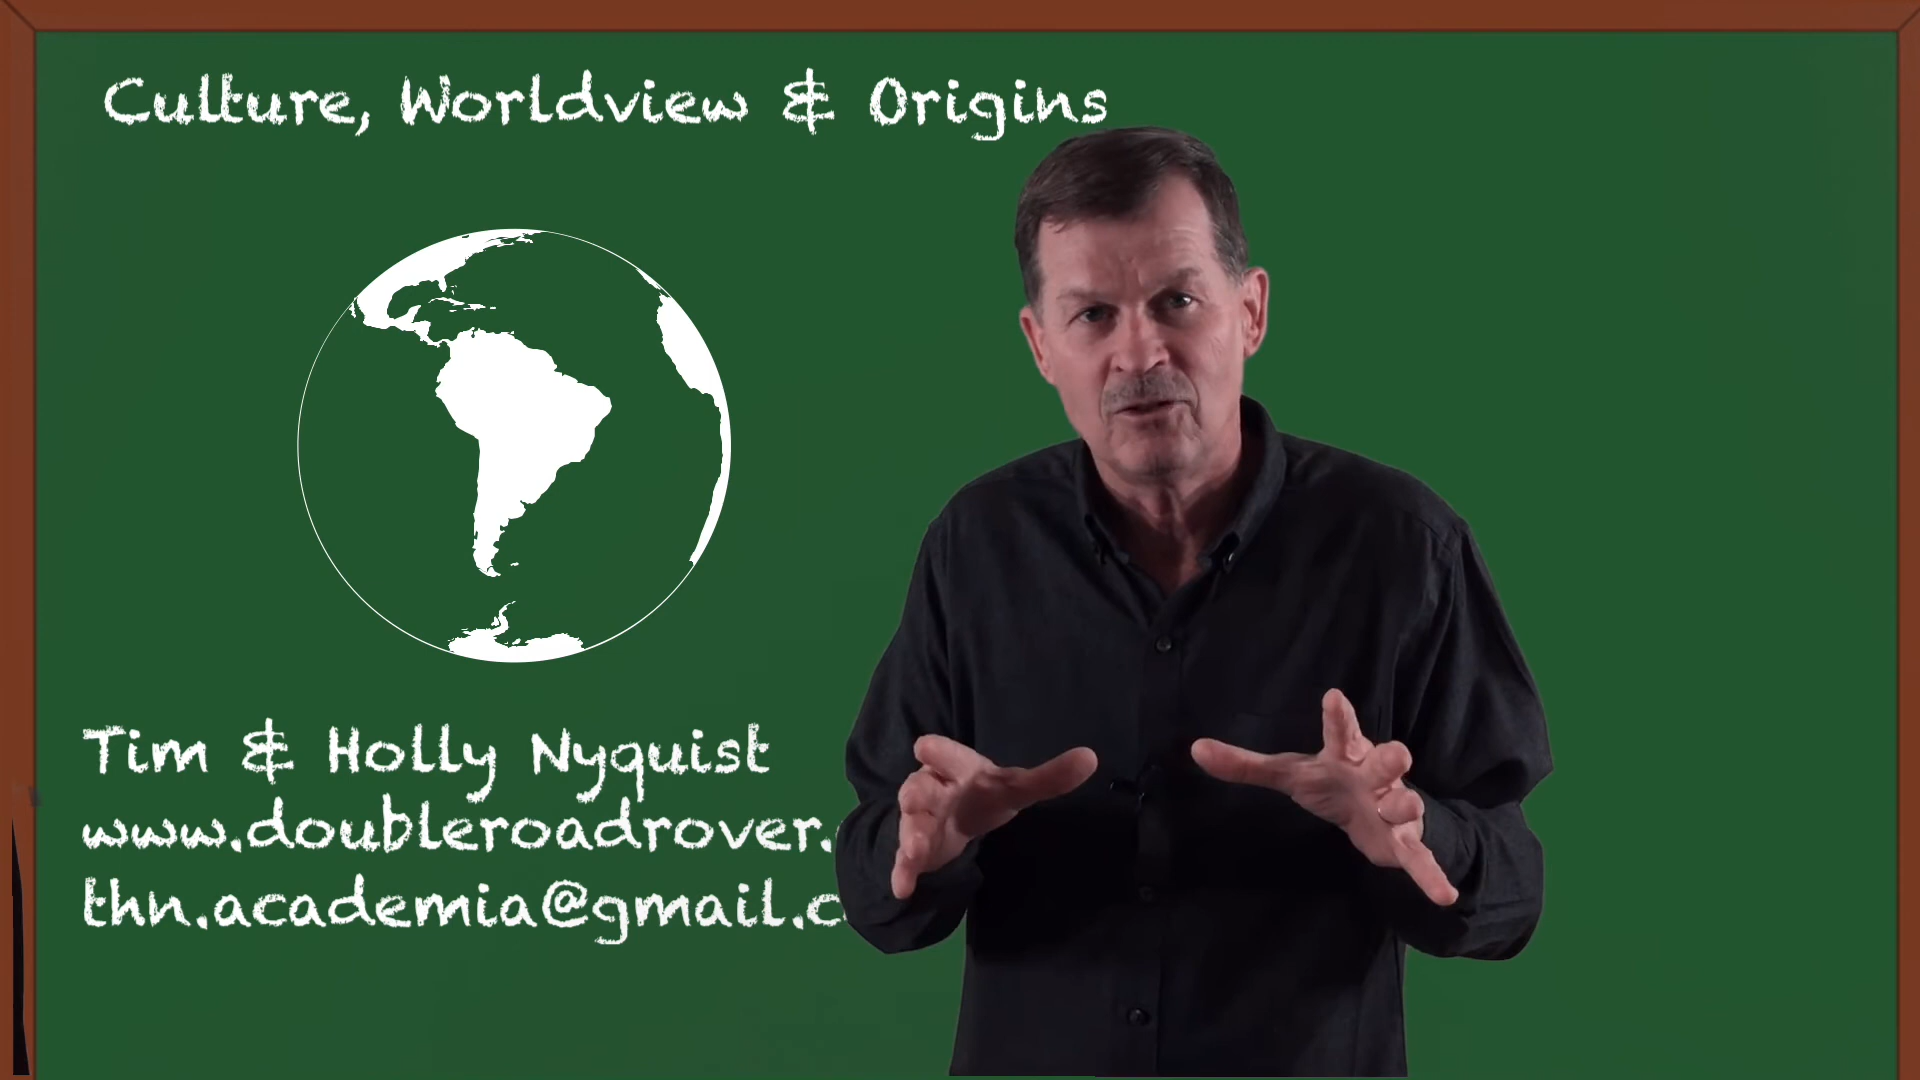 Culture, Worldview & Origins
Tim & Holly Nyquist
www.doubleroadrover.
thn.academia@gmail.c